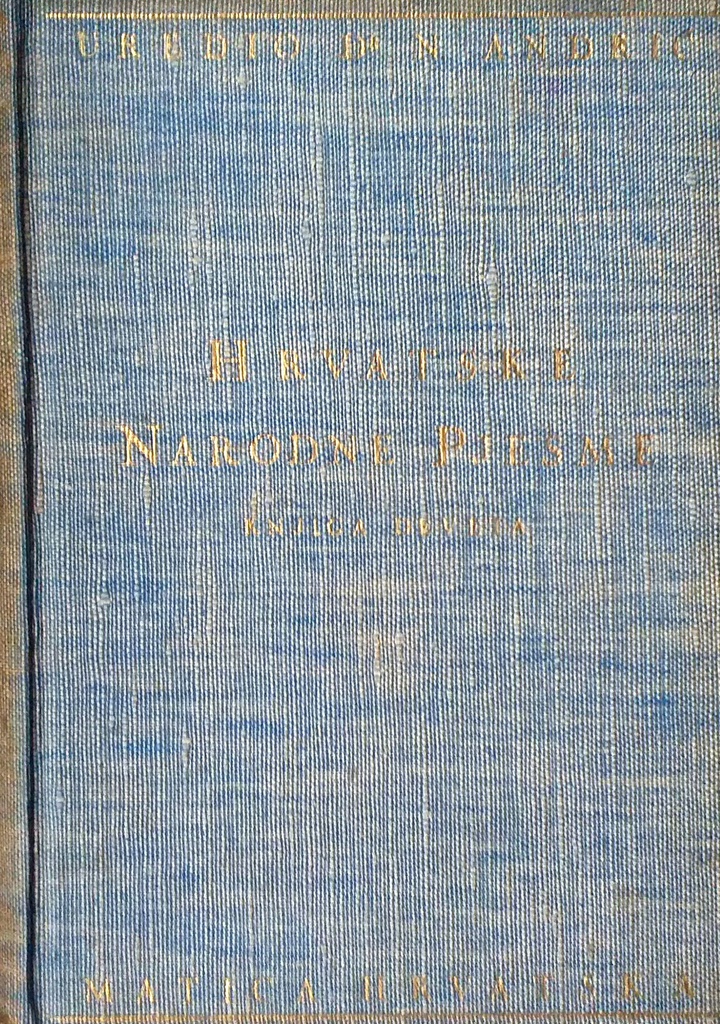 UREDIO Dr N ANDRIĆ
HRVATSKE
NARODNE PJESME
KNJIGA DEVETA
MATICA HRVATSKA